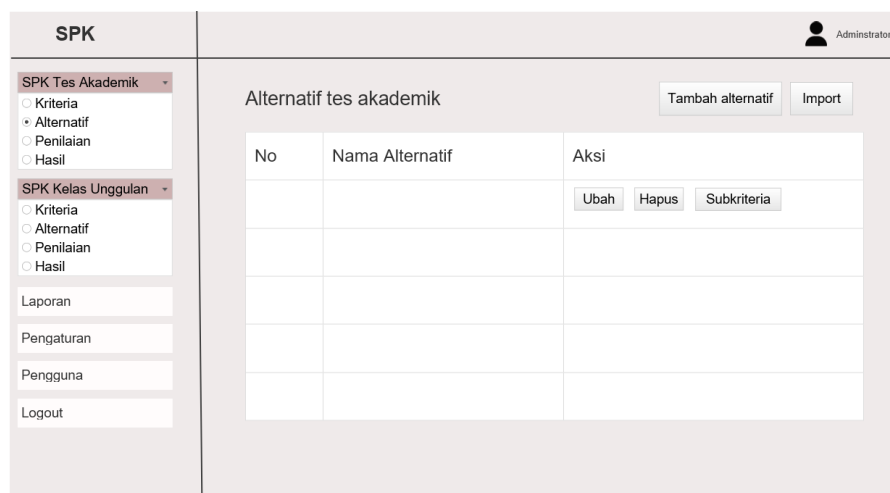 SPK
Adminstrator
SPK Tes Akademik
Kriteria
Alternatif
Penilaian
Hasil
SPK Kelas Unggulan
Kriteria
Alternatif
Penilaian
Hasil
Laporan
Pengaturan
Pengguna
Logout
Alternatif tes akademik
Tambah alternatif
Import
No Nama Alternatif Aksi
Ubah Hapus Subkriteria